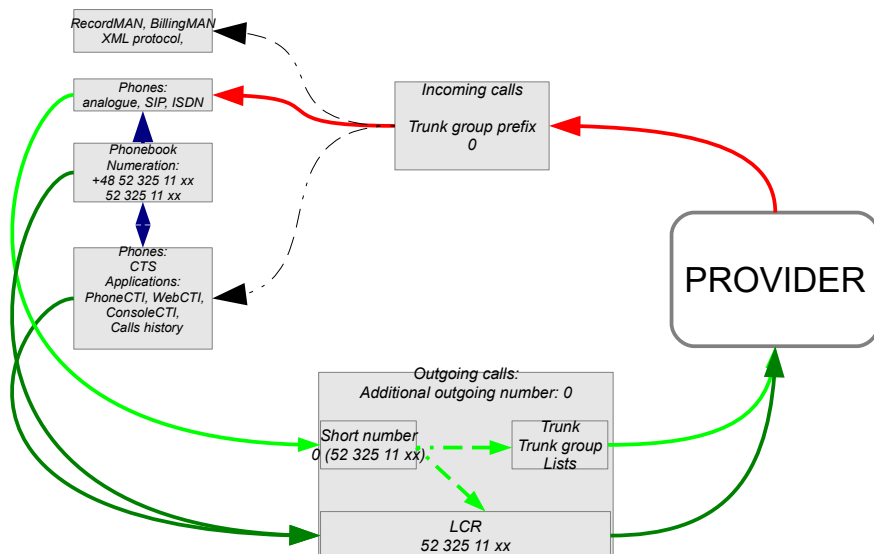 RecordMAN, BillingMAN
XML protocol,
Phones:
analogue, SIP, ISDN
Incoming calls
Trunk group prefix
0
Phonebook
Numeration:
+48 52 325 11 xx
52 325 11 xx
Phones:
CTS
Applications:
PhoneCTI, WebCTI,
ConsoleCTI,
Calls history
PROVIDER
Outgoing calls:
Additional outgoing number: 0
Short number
0 (52 325 11 xx)
Trunk
Trunk group
Lists
LCR
52 325 11 xx